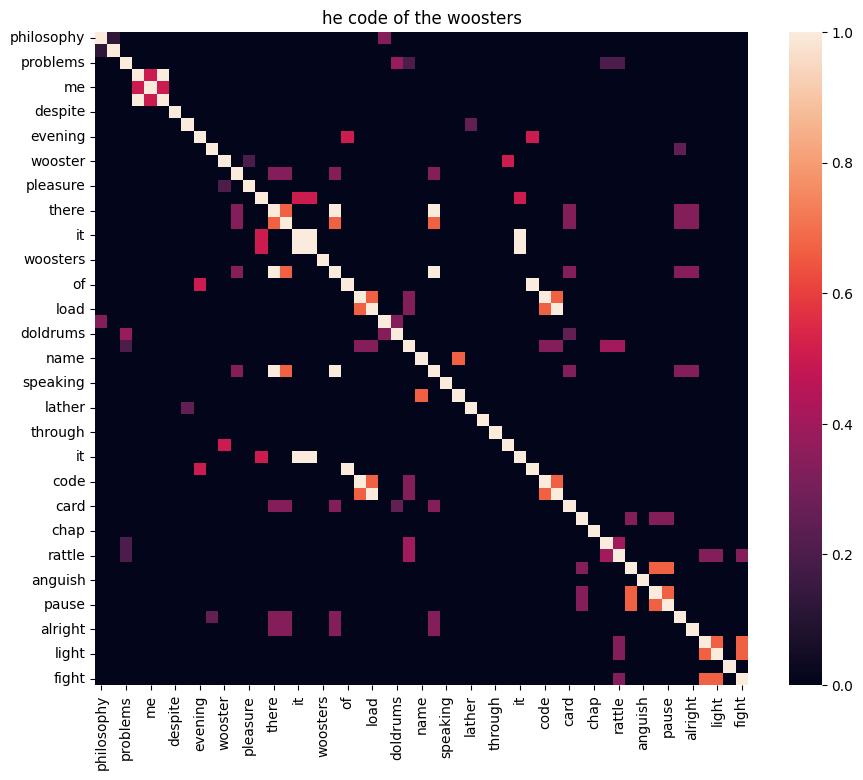 he code of the woosters
philosophy
problems
me
despite
evening
wooster
pleasure
there
it
woosters
of
load
doldrums
name
speaking
lather
through
it
code
card
chap
rattle
anguish
pause
alright
light
fight
1.0
0.8
0.6
0.4
0.2
0.0
philosophy
problems
me
despite
evening
wooster
pleasure
there
it
woosters
of
load
doldrums
name
speaking
lather
through
it
code
card
chap
rattle
anguish
pause
alright
light
fight